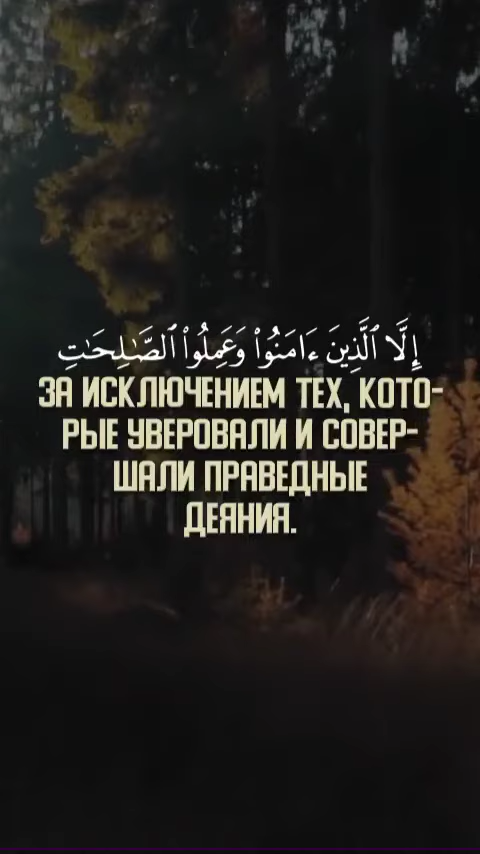 إِلَّا ٱلَّذِينَ ءَامَنُوا۟ وَعَمِلُوا۟ ٱلصَّـٰلِحَـٰتِ
ЗА ИСКЛЮЧЕНИЕМ ТЕХ, КОТО-
РЫЕ УВЕРОВАЛИ И СОВЕР-
ШАЛИ ПРАВЕДНЫЕ
ДЕЯНИЯ.